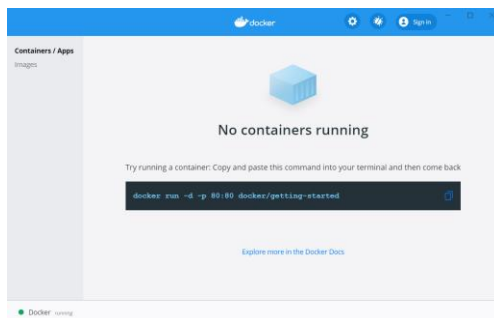 docker
Sign in
Containers / Apps
Images
No containers running
Try running a container: Copy and paste this command into your terminal and then come back
docker run -d -p 80:80 docker/getting-started
Explore more in the Docker Docs
Docker running